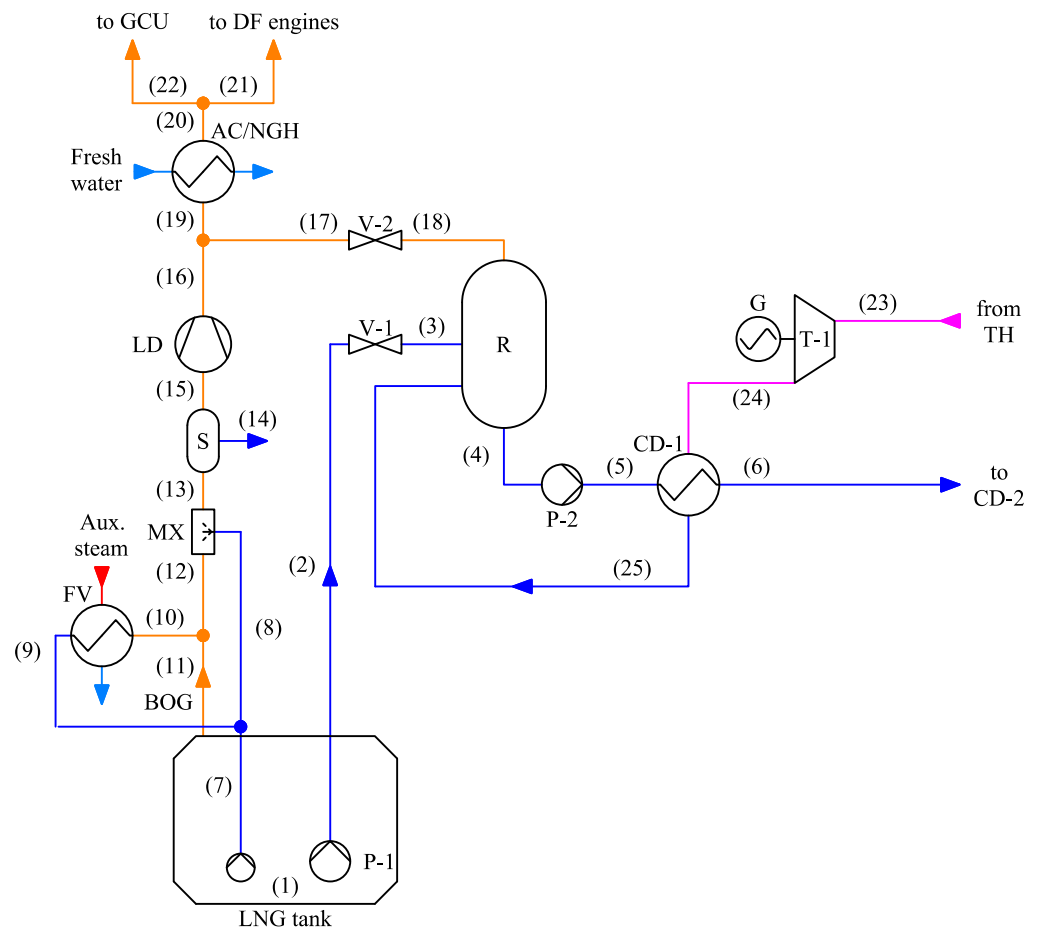 to GCU
to DF engines
(22)
(21)
(20)
AC/NGH
Fresh
water
(19)
(17)
V-2
(18)
(16)
G
(23)
from
TH
LD
V-1
(3)
R
T-1
(15)
(24)
(14)
S
(4)
CD-1
(13)
(5)
(6)
to
CD-2
P-2
Aux.
steam
MX
(12)
(2)
(25)
FV
(10)
(8)
(9)
(11)
BOG
(7)
P-1
(1)
LNG tank